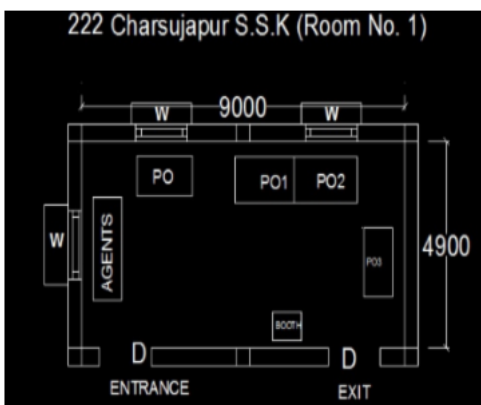 222 Charsujapur S.S.K (Room No. 1)
9000
W
W
PO
PO1
PO2
W
AGENTS
4900
PO3
BOOTH
D
D
ENTRANCE
EXIT